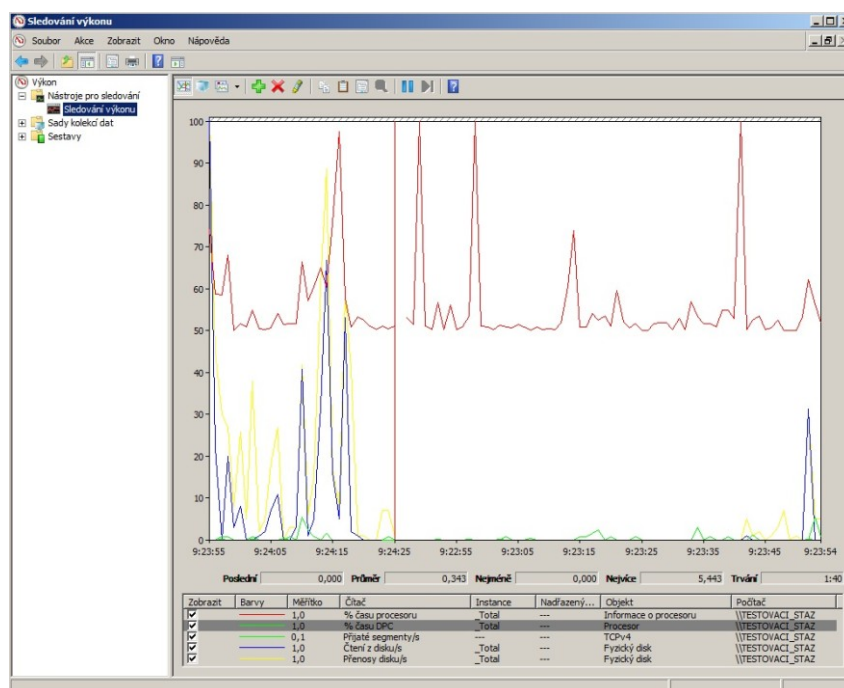 Sledování výkonu
Soubor Akce Zobrazit Okno Nápověda
Výkon
Nástroje pro sledování
Sledování výkonu
Sady kolekcí dat
Sestavy
100
90
80
70
60
50
40
30
20
10
0
9:23:55 9:24:05 9:24:15 9:24:25 9:22:55 9:23:05 9:23:15 9:23:25 9:23:35 9:23:45 9:23:54
Poslední 0,000 Průměr 0,343 Nejméně 0,000 Nejvíce 5,443 Trvání 1:40
Zobrazit Barvy Měřítko Čítač Instance Nadřazený... Objekt Počítač
1,0 % času procesoru _Total --- Informace o procesoru \\TESTOVACI_STAZ
1,0 % času DPC _Total --- Procesor \\TESTOVACI_STAZ
0,1 Přijaté segmenty/s --- --- TCPv4 \\TESTOVACI_STAZ
1,0 Čtení z disku/s _Total --- Fyzický disk \\TESTOVACI_STAZ
1,0 Přenosy disku/s _Total --- Fyzický disk \\TESTOVACI_STAZ